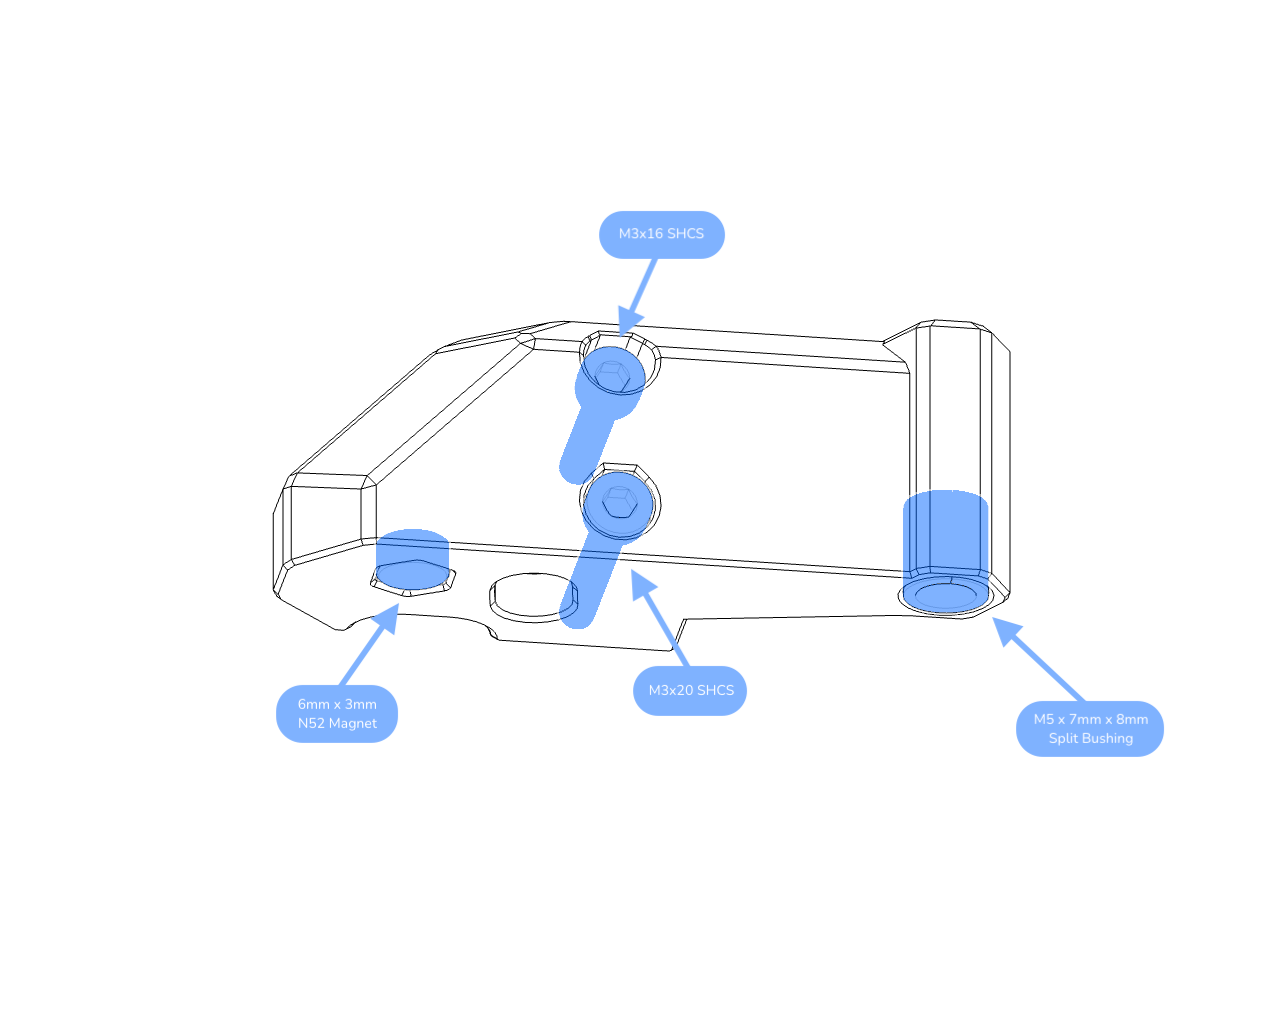 M3x16 SHCS
6mm x 3mm
N52 Magnet
M3x20 SHCS
M5 x 7mm x 8mm
Split Bushing